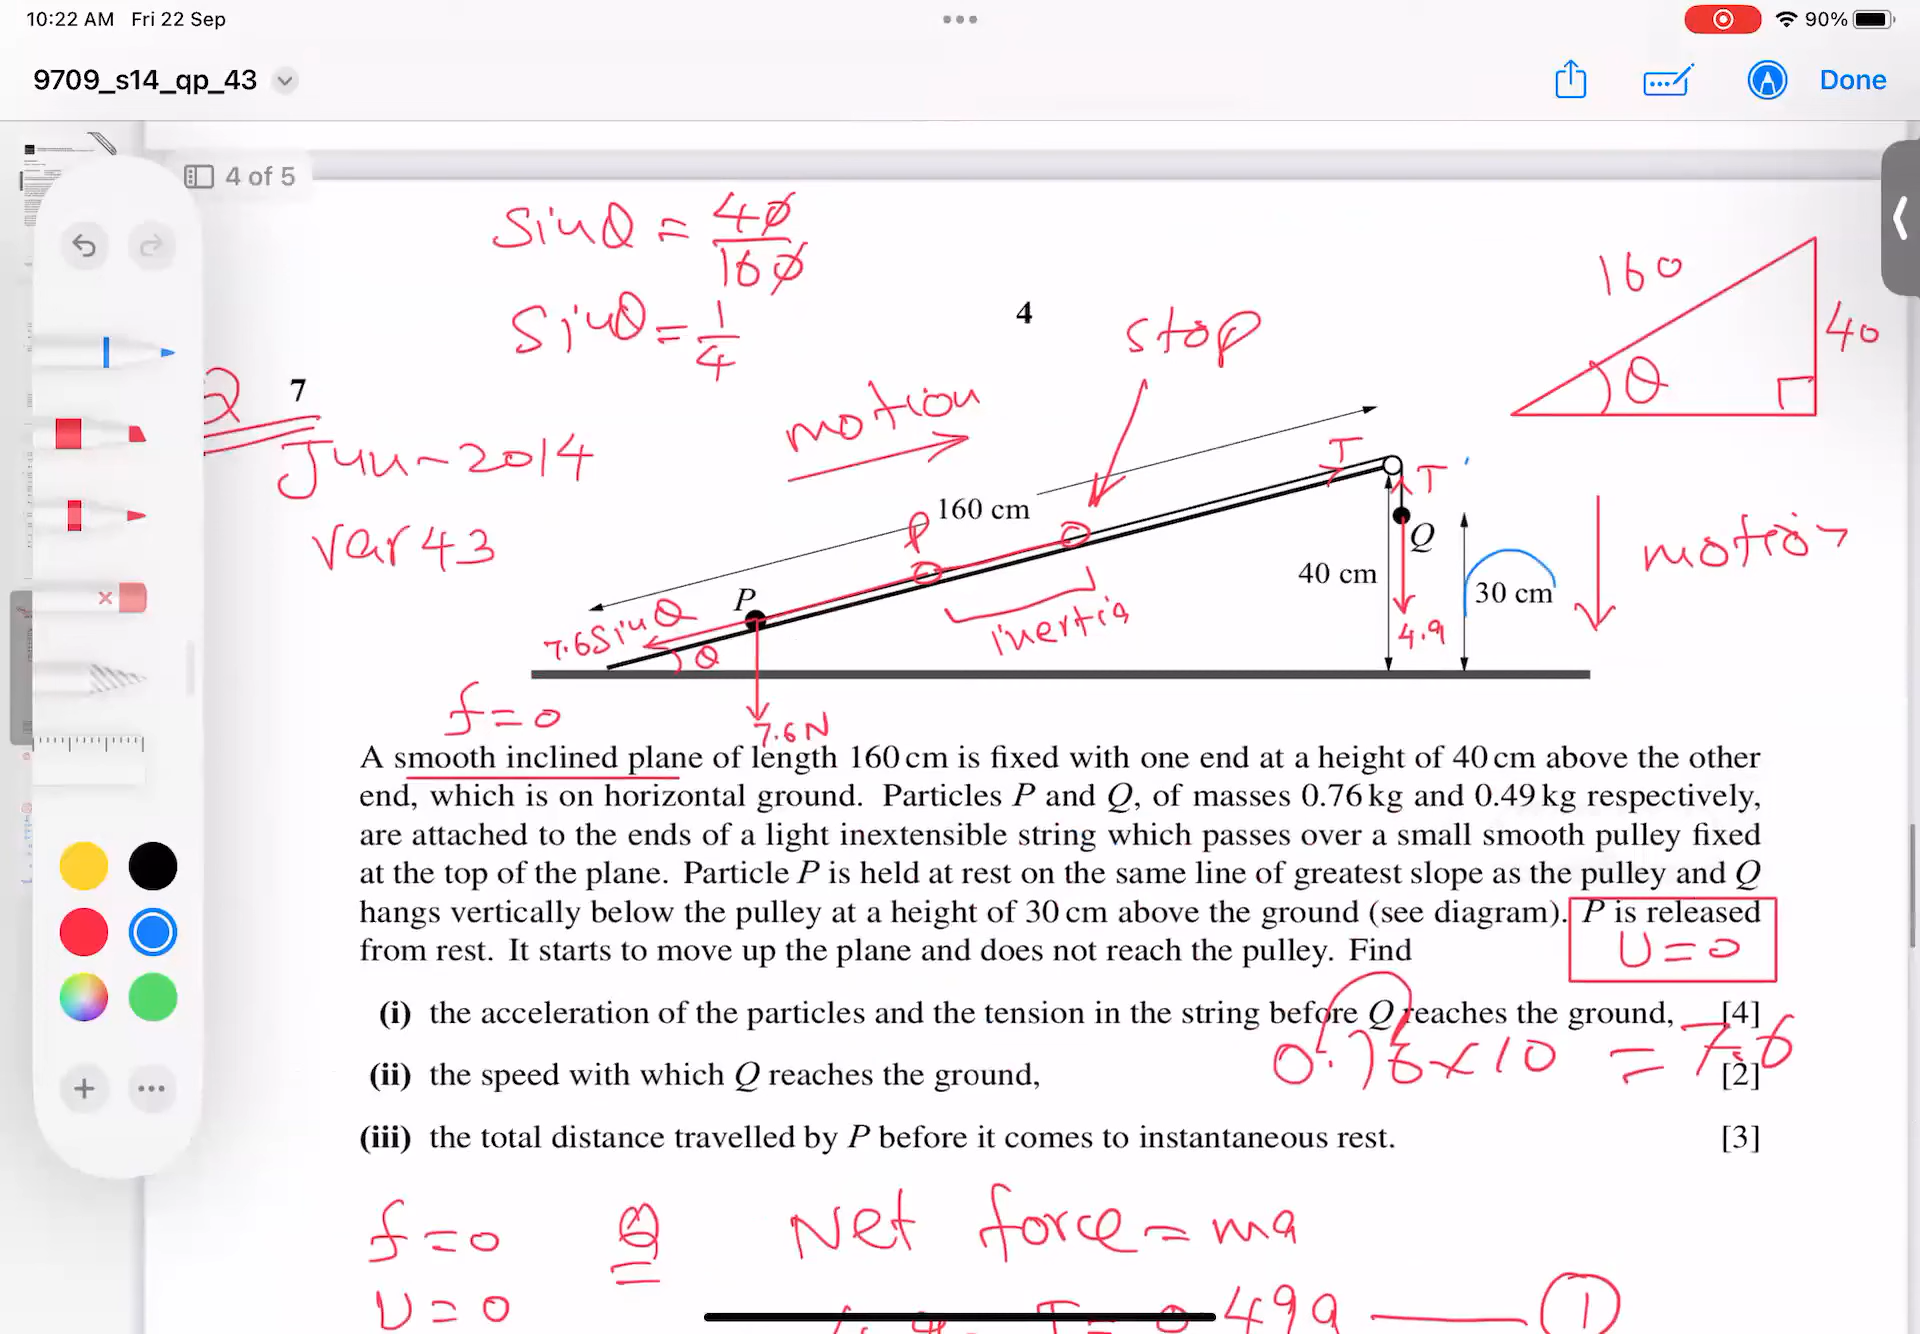 10:22 AM Fri 22 Sep
90%
9709_s14_qp_43
Done
4 of 5
Sinθ = 40/160
Sinθ = 1/4
4
stop
160
40
θ
Q
7
Jun-2014
Var 43
motion
160 cm
T
T
P
P
Q
40 cm
30 cm
motion
inertia
4.9
7.6Sinθ
θ
f=0
7.6N
A smooth inclined plane of length 160 cm is fixed with one end at a height of 40 cm above the other
end, which is on horizontal ground. Particles P and Q, of masses 0.76 kg and 0.49 kg respectively,
are attached to the ends of a light inextensible string which passes over a small smooth pulley fixed
at the top of the plane. Particle P is held at rest on the same line of greatest slope as the pulley and Q
hangs vertically below the pulley at a height of 30 cm above the ground (see diagram). P is released
from rest. It starts to move up the plane and does not reach the pulley. Find
U=0
(i) the acceleration of the particles and the tension in the string before Q reaches the ground, [4]
0.76×10 = 7.6
(ii) the speed with which Q reaches the ground, [2]
(iii) the total distance travelled by P before it comes to instantaneous rest. [3]
f=0 Q Net force = ma
U=0 T = 0.49a 1